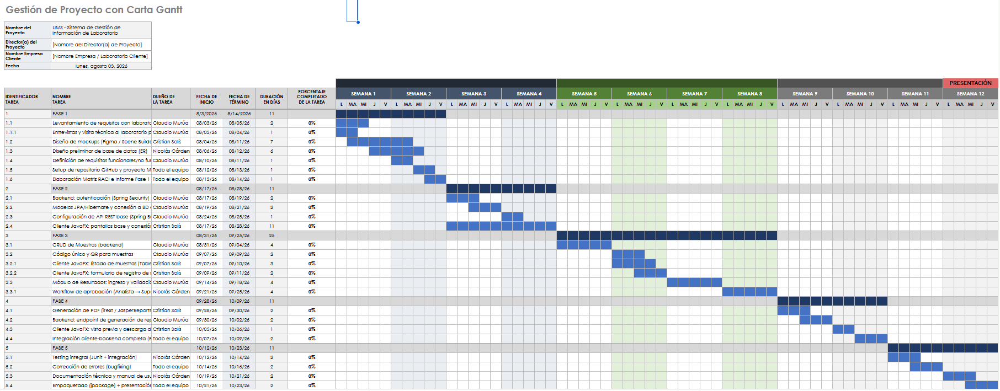 Gestión de Proyecto con Carta Gantt
Nombre del Proyecto LIMS - Sistema de Gestión de Información de Laboratorio
Director(a) del Proyecto [Nombre del Director(a) de Proyecto]
Nombre Empresa Cliente [Nombre Empresa / Laboratorio Cliente]
Fecha lunes, agosto 03, 2026
PRESENTACIÓN
IDENTIFICADOR TAREA NOMBRE TAREA DUEÑO DE LA TAREA FECHA DE INICIO FECHA DE TÉRMINO DURACIÓN EN DÍAS PORCENTAJE COMPLETADO DE LA TAREA
SEMANA 1 SEMANA 2 SEMANA 3 SEMANA 4 SEMANA 5 SEMANA 6 SEMANA 7 SEMANA 8 SEMANA 9 SEMANA 10 SEMANA 11 SEMANA 12
L MA MI J V L MA MI J V L MA MI J V L MA MI J V L MA MI J V L MA MI J V L MA MI J V L MA MI J V L MA MI J V L MA MI J V L MA MI J V L MA MI J V
1 FASE 1 8/3/2026 8/14/2026 11
1.1 Levantamiento de requisitos con laborato Claudio Murúa 08/03/26 08/05/26 2 0%
1.1.1 Entrevistas y visita técnica al laboratorio p Claudio Murúa 08/03/26 08/04/26 1 0%
1.2 Diseño de mockups (Figma / Scene Builde Cristian Solís 08/04/26 08/11/26 7 0%
1.3 Diseño preliminar de base de datos (ER) Nicolás Cárden 08/06/26 08/12/26 6 0%
1.4 Definición de requisitos funcionales/no fur Claudio Murúa 08/10/26 08/11/26 1 0%
1.5 Setup de repositorio GitHub y proyecto M Todo el equipo 08/12/26 08/13/26 1 0%
1.6 Elaboración Matriz RACI e Informe Fase 1 Todo el equipo 08/13/26 08/14/26 1 0%
2 FASE 2 08/17/26 08/28/26 11
2.1 Backend: autenticación (Spring Security) Claudio Murúa 08/17/26 08/19/26 2 0%
2.2 Modelos JPA/Hibernate y conexión a BD Claudio Murúa 08/19/26 08/21/26 2 0%
2.3 Configuración de API REST base (Spring Bo Claudio Murúa 08/24/26 08/25/26 1 0%
2.4 Cliente JavaFX: pantallas base y conexión Cristian Solís 08/17/26 08/28/26 11 0%
3 FASE 3 08/31/26 09/25/26 25
3.1 CRUD de Muestras (backend) Claudio Murúa 08/31/26 09/04/26 4 0%
3.2 Código único y QR para muestras Claudio Murúa 09/07/26 09/09/26 2 0%
3.2.1 Cliente JavaFX: listado de muestras (Table Cristian Solís 09/07/26 09/10/26 3 0%
3.2.2 Cliente JavaFX: formulario de registro de Cristian Solís 09/09/26 09/11/26 2 0%
3.3 Módulo de Resultados: ingreso y validació Claudio Murúa 09/14/26 09/18/26 4 0%
3.3.1 Workflow de aprobación (Analista → Supe Nicolás Cárden 09/21/26 09/25/26 4 0%
4 FASE 4 09/28/26 10/09/26 11
4.1 Generación de PDF (iText / JasperReports Cristian Solís 09/28/26 09/30/26 2 0%
4.2 Backend: endpoint de generación de rep Claudio Murúa 09/30/26 10/02/26 2 0%
4.3 Cliente JavaFX: vista previa y descarga d Cristian Solís 10/05/26 10/06/26 1 0%
4.4 Integración cliente-backend completa (E Todo el equipo 10/07/26 10/09/26 2 0%
5 FASE 5 10/12/26 10/23/26 11
5.1 Testing integral (JUnit + integración) Nicolás Cárden 10/12/26 10/14/26 2 0%
5.2 Corrección de errores (bugfixing) Todo el equipo 10/14/26 10/16/26 2 0%
5.3 Documentación técnica y manual de usu Nicolás Cárden 10/19/26 10/21/26 2 0%
5.4 Empaquetado (jpackage) + presentación Todo el equipo 10/21/26 10/23/26 2 0%